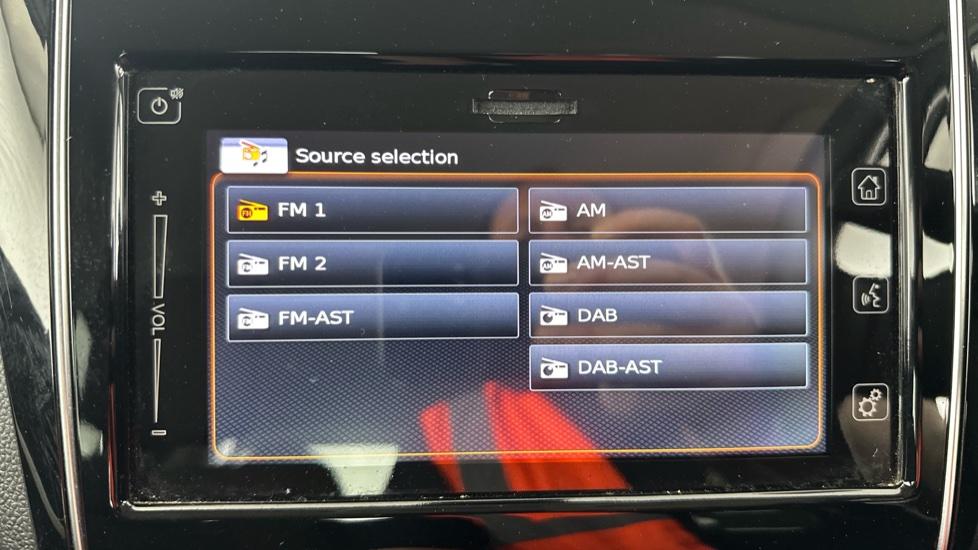 Source selection
FM 1
FM 2
FM-AST
AM
AM-AST
DAB
DAB-AST
+
VOL
-